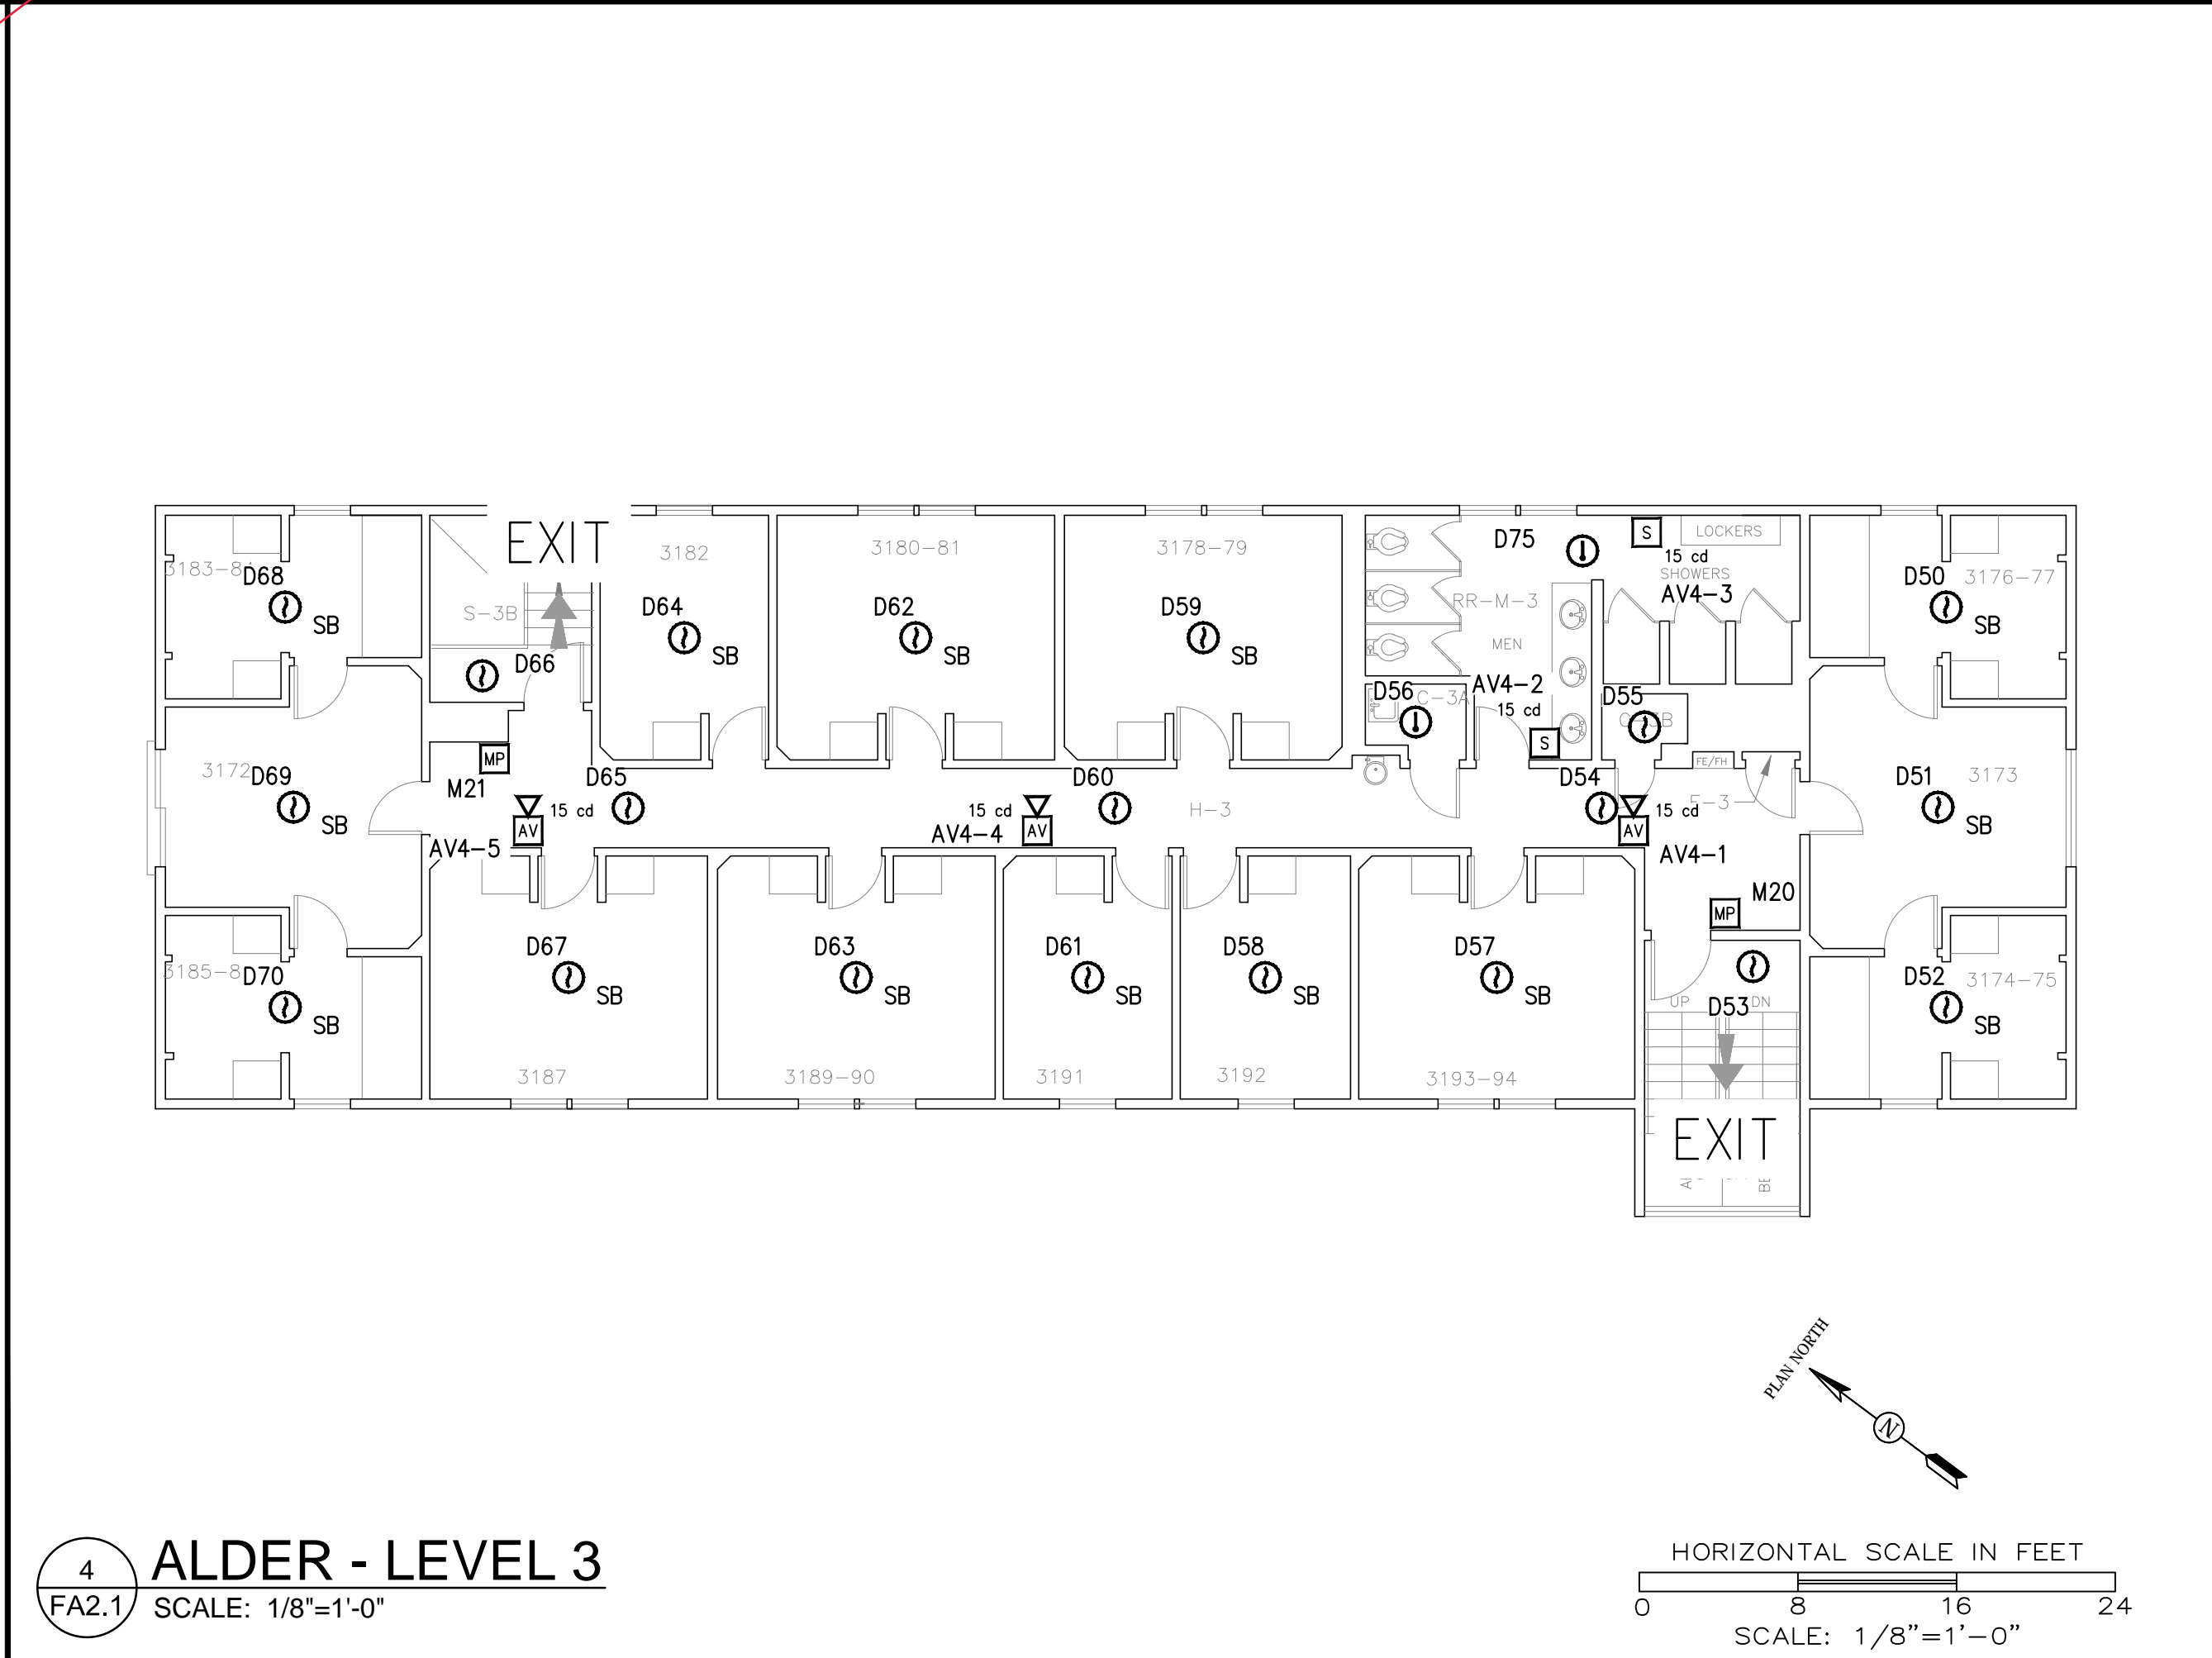 EXIT
3182
3180-81
3178-79
D75
S
LOCKERS
15 cd
SHOWERS
AV4-3
D68
SB
S-3B
D66
D64
SB
D62
SB
D59
SB
RR-M-3
MEN
D50
3176-77
SB
D56
C-3A
AV4-2
15 cd
S
D55
FE/FH
3172
D69
SB
MP
M21
D65
15 cd
AV
AV4-5
D60
15 cd
AV
AV4-4
H-3
D54
15 cd
AV
AV4-1
M20
MP
D51
3173
SB
D70
SB
D67
SB
3187
D63
SB
3189-90
D61
SB
3191
D58
SB
3192
D57
SB
3193-94
UP
DN
D53
D52
3174-75
SB
EXIT
PLAN NORTH
N
4
FA2.1
ALDER - LEVEL 3
SCALE: 1/8"=1'-0"
HORIZONTAL SCALE IN FEET
0 8 16 24
SCALE: 1/8"=1'-0"